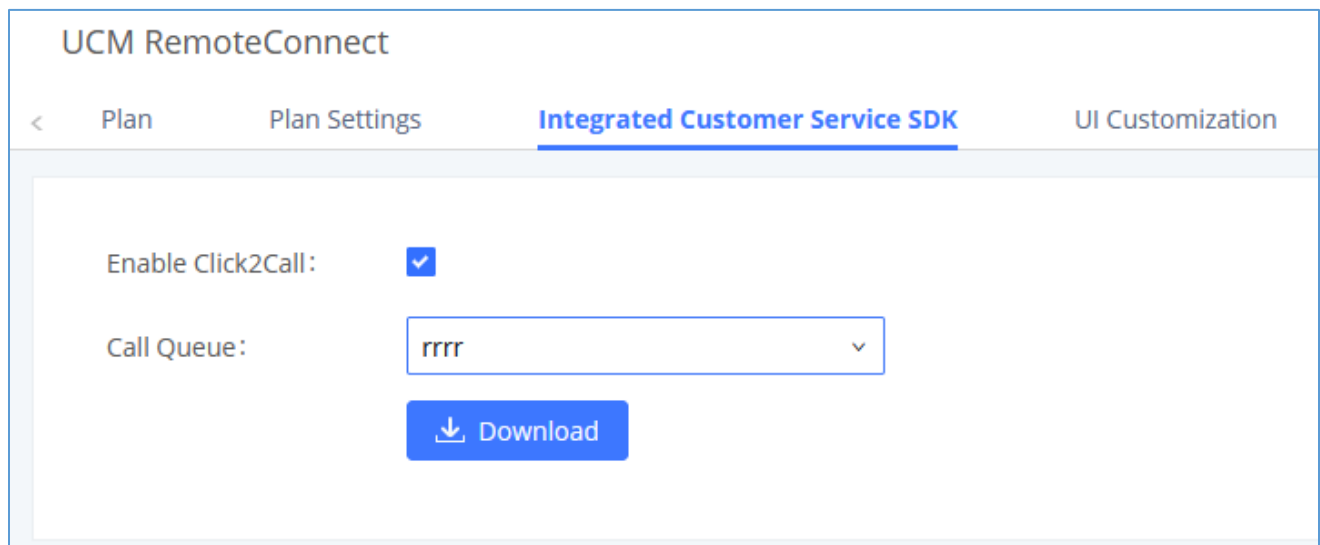 UCM RemoteConnect
Plan Plan Settings Integrated Customer Service SDK UI Customization
Enable Click2Call:
Call Queue: rrrr
Download